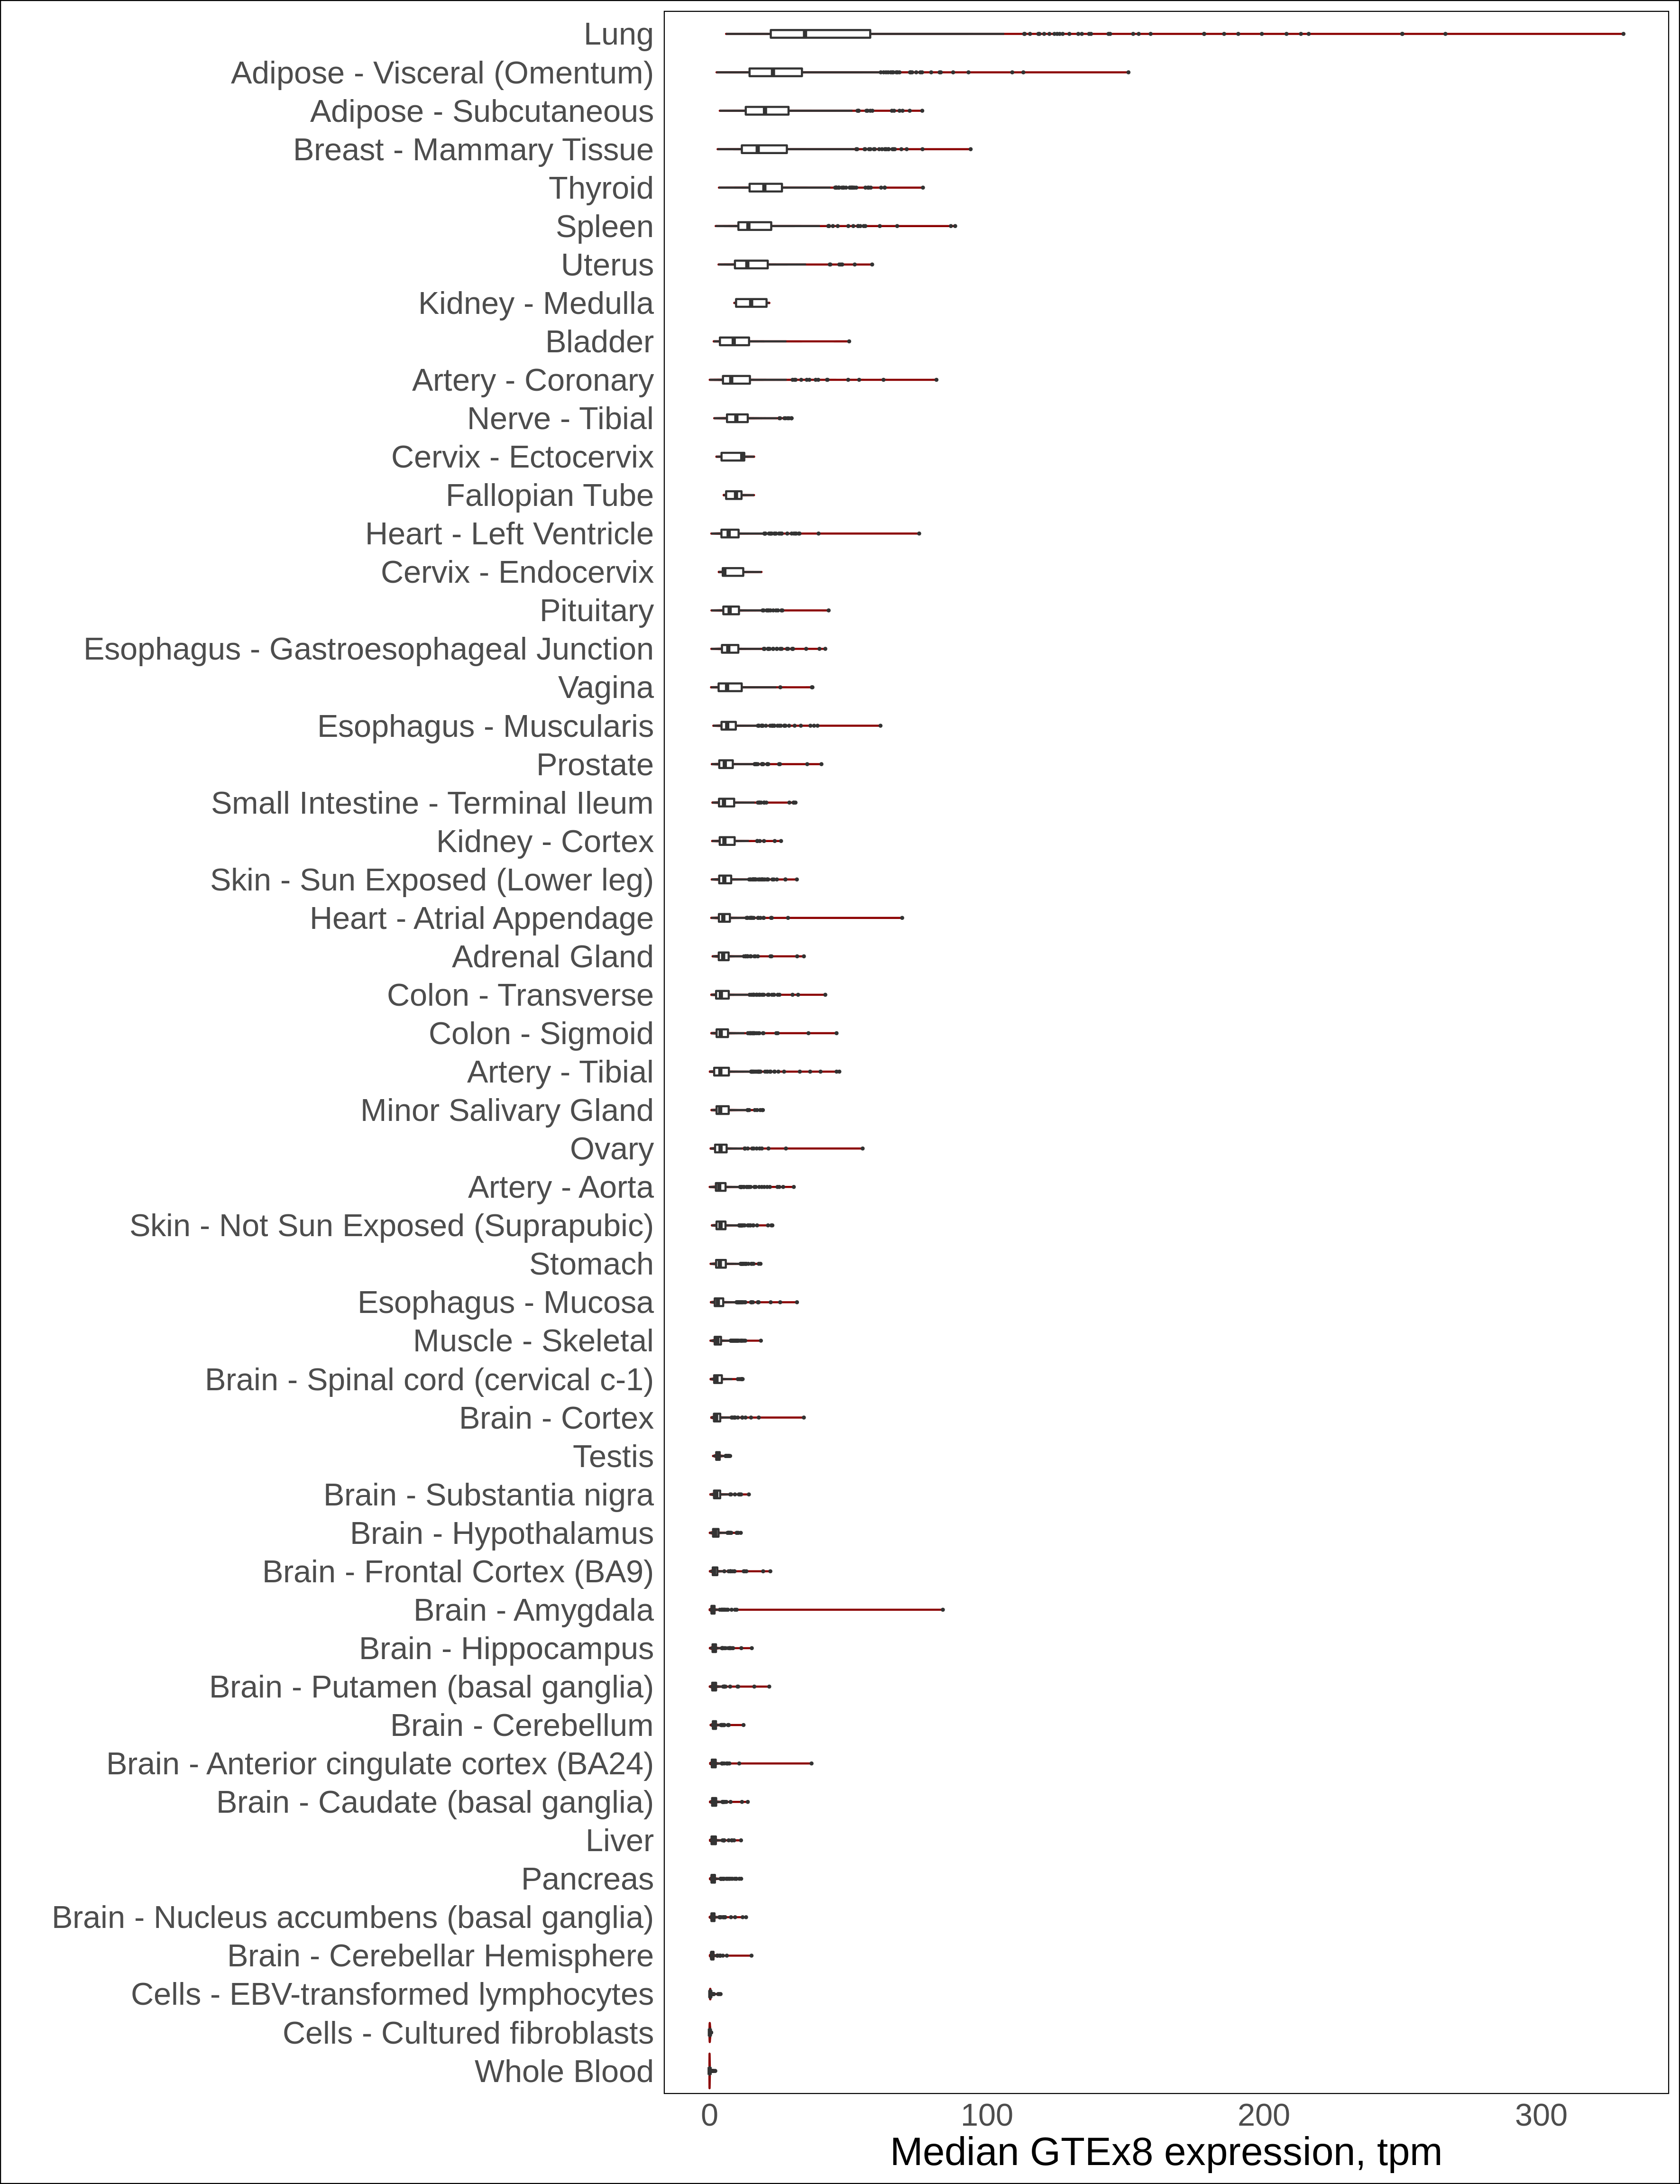 Lung
Adipose - Visceral (Omentum)
Adipose - Subcutaneous
Breast - Mammary Tissue
Thyroid
Spleen
Uterus
Kidney - Medulla
Bladder
Artery - Coronary
Nerve - Tibial
Cervix - Ectocervix
Fallopian Tube
Heart - Left Ventricle
Cervix - Endocervix
Pituitary
Esophagus - Gastroesophageal Junction
Vagina
Esophagus - Muscularis
Prostate
Small Intestine - Terminal Ileum
Kidney - Cortex
Skin - Sun Exposed (Lower leg)
Heart - Atrial Appendage
Adrenal Gland
Colon - Transverse
Colon - Sigmoid
Artery - Tibial
Minor Salivary Gland
Ovary
Artery - Aorta
Skin - Not Sun Exposed (Suprapubic)
Stomach
Esophagus - Mucosa
Muscle - Skeletal
Brain - Spinal cord (cervical c-1)
Brain - Cortex
Testis
Brain - Substantia nigra
Brain - Hypothalamus
Brain - Frontal Cortex (BA9)
Brain - Amygdala
Brain - Hippocampus
Brain - Putamen (basal ganglia)
Brain - Cerebellum
Brain - Anterior cingulate cortex (BA24)
Brain - Caudate (basal ganglia)
Liver
Pancreas
Brain - Nucleus accumbens (basal ganglia)
Brain - Cerebellar Hemisphere
Cells - EBV-transformed lymphocytes
Cells - Cultured fibroblasts
Whole Blood
0 100 200 300
Median GTEx8 expression, tpm